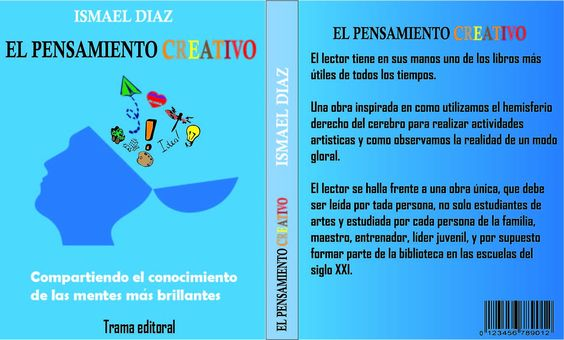 ISMAEL DIAZ
EL PENSAMIENTO CREATIVO
Idea!
Compartiendo el conocimiento
de las mentes más brillantes
Trama editoral
EL PENSAMIENTO CREATIVO
ISMAEL DIAZ
EL PENSAMIENTO CREATIVO
El lector tiene en sus manos uno de los libros más
útiles de todos los tiempos.
Una obra inspirada en como utilizamos el hemisferio
derecho del cerebro para realizar actividades
artisticas y como observamos la realidad de un modo
gloral.
El lector se halla frente a una obra única, que debe
ser leída por tada persona, no solo estudiantes de
artes y estudiada por cada persona de la familia,
maestro, entrenador, líder juvenil, y por supuesto
formar parte de la biblioteca en las escuelas del
siglo XXI.
0 123456 789012